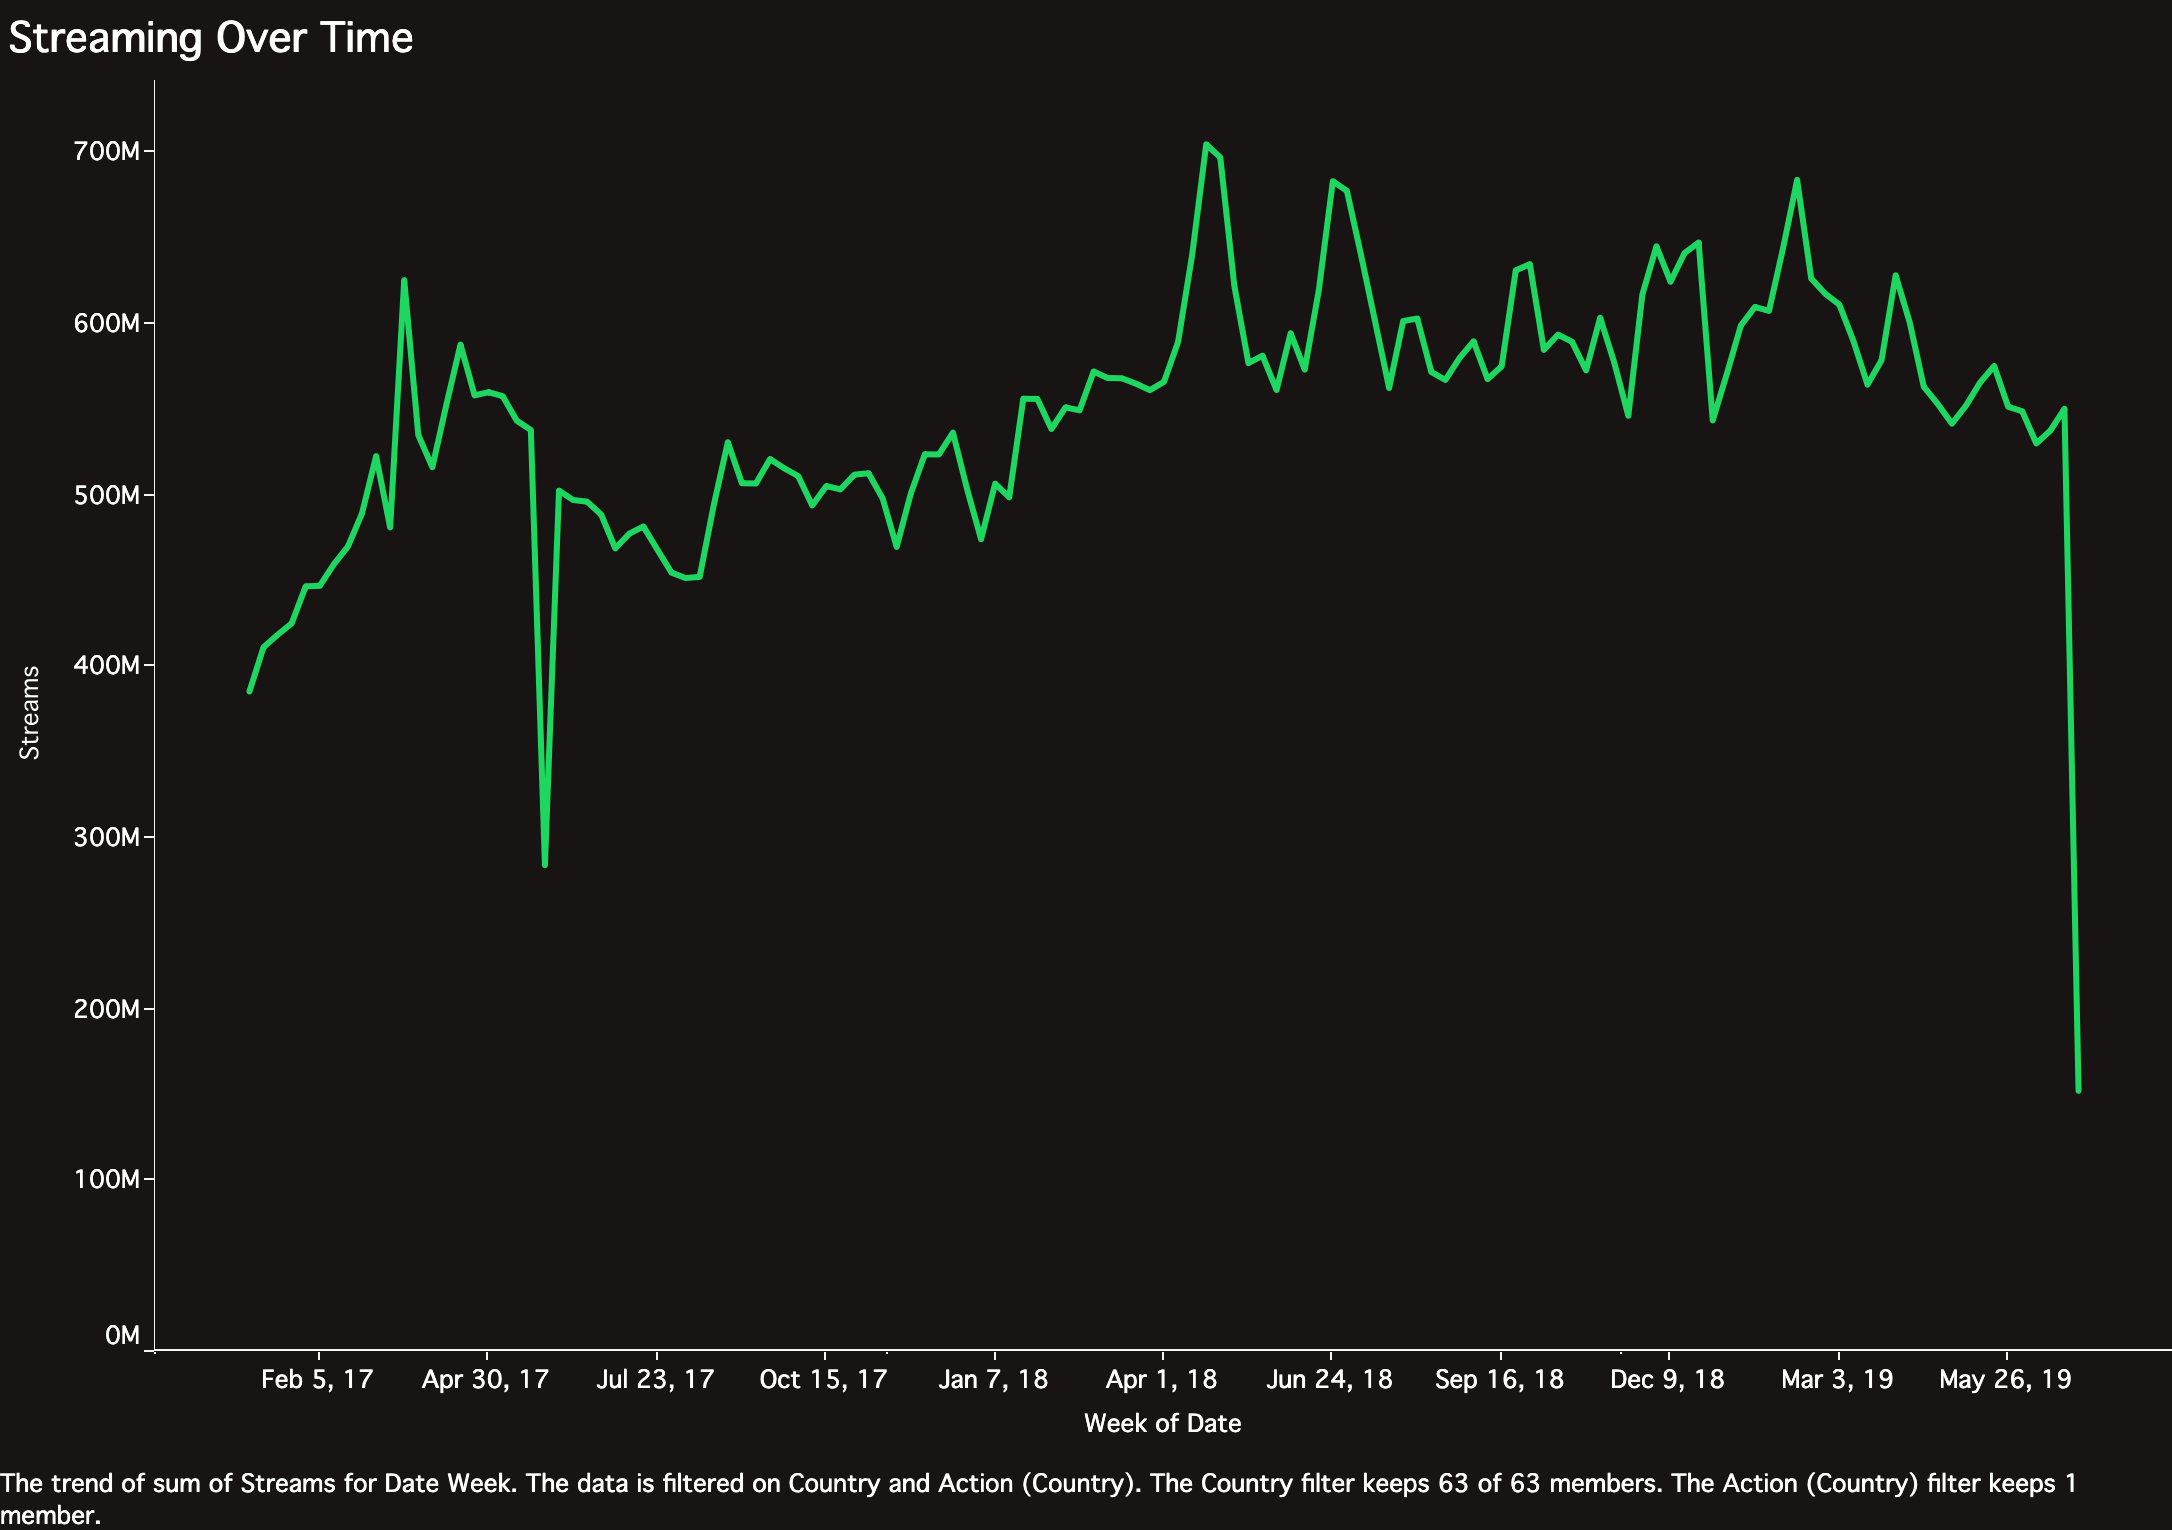 Streaming Over Time
700M
600M
500M
400M
300M
200M
100M
0M
Streams
Feb 5, 17
Apr 30, 17
Jul 23, 17
Oct 15, 17
Jan 7, 18
Apr 1, 18
Jun 24, 18
Sep 16, 18
Dec 9, 18
Mar 3, 19
May 26, 19
Week of Date
The trend of sum of Streams for Date Week. The data is filtered on Country and Action (Country). The Country filter keeps 63 of 63 members. The Action (Country) filter keeps 1
member.